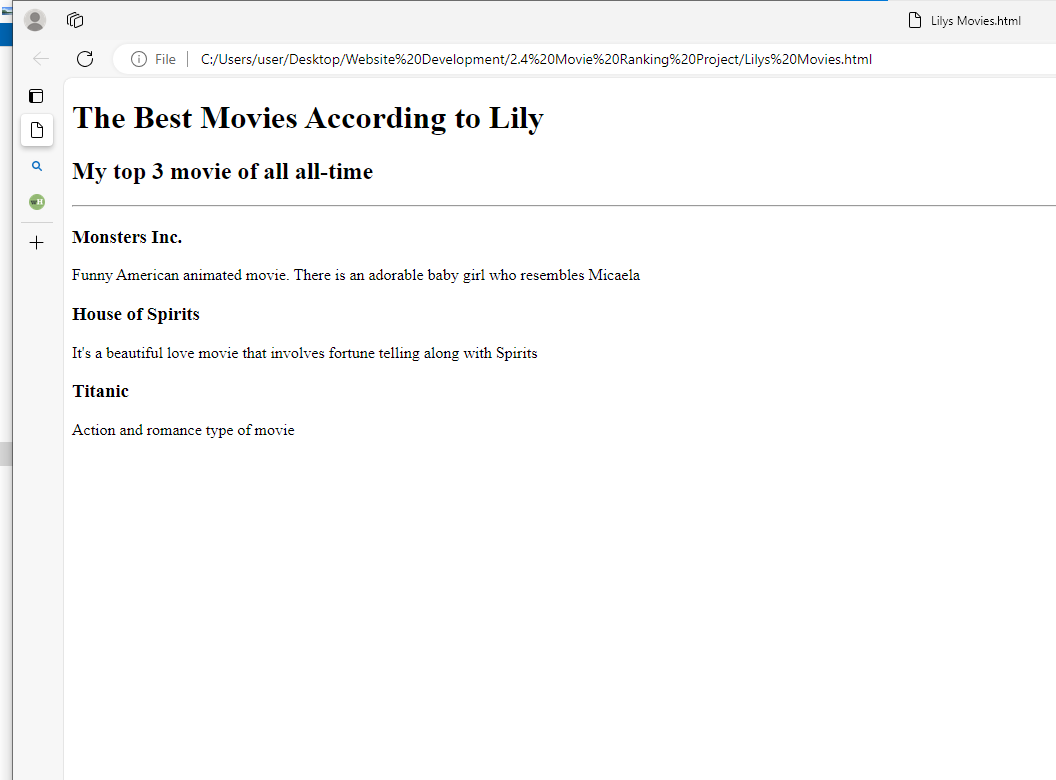 Lilys Movies.html
File
C:/Users/user/Desktop/Website%20Development/2.4%20Movie%20Ranking%20Project/Lilys%20Movies.html
The Best Movies According to Lily
My top 3 movie of all all-time
Monsters Inc.
Funny American animated movie. There is an adorable baby girl who resembles Micaela
House of Spirits
It's a beautiful love movie that involves fortune telling along with Spirits
Titanic
Action and romance type of movie